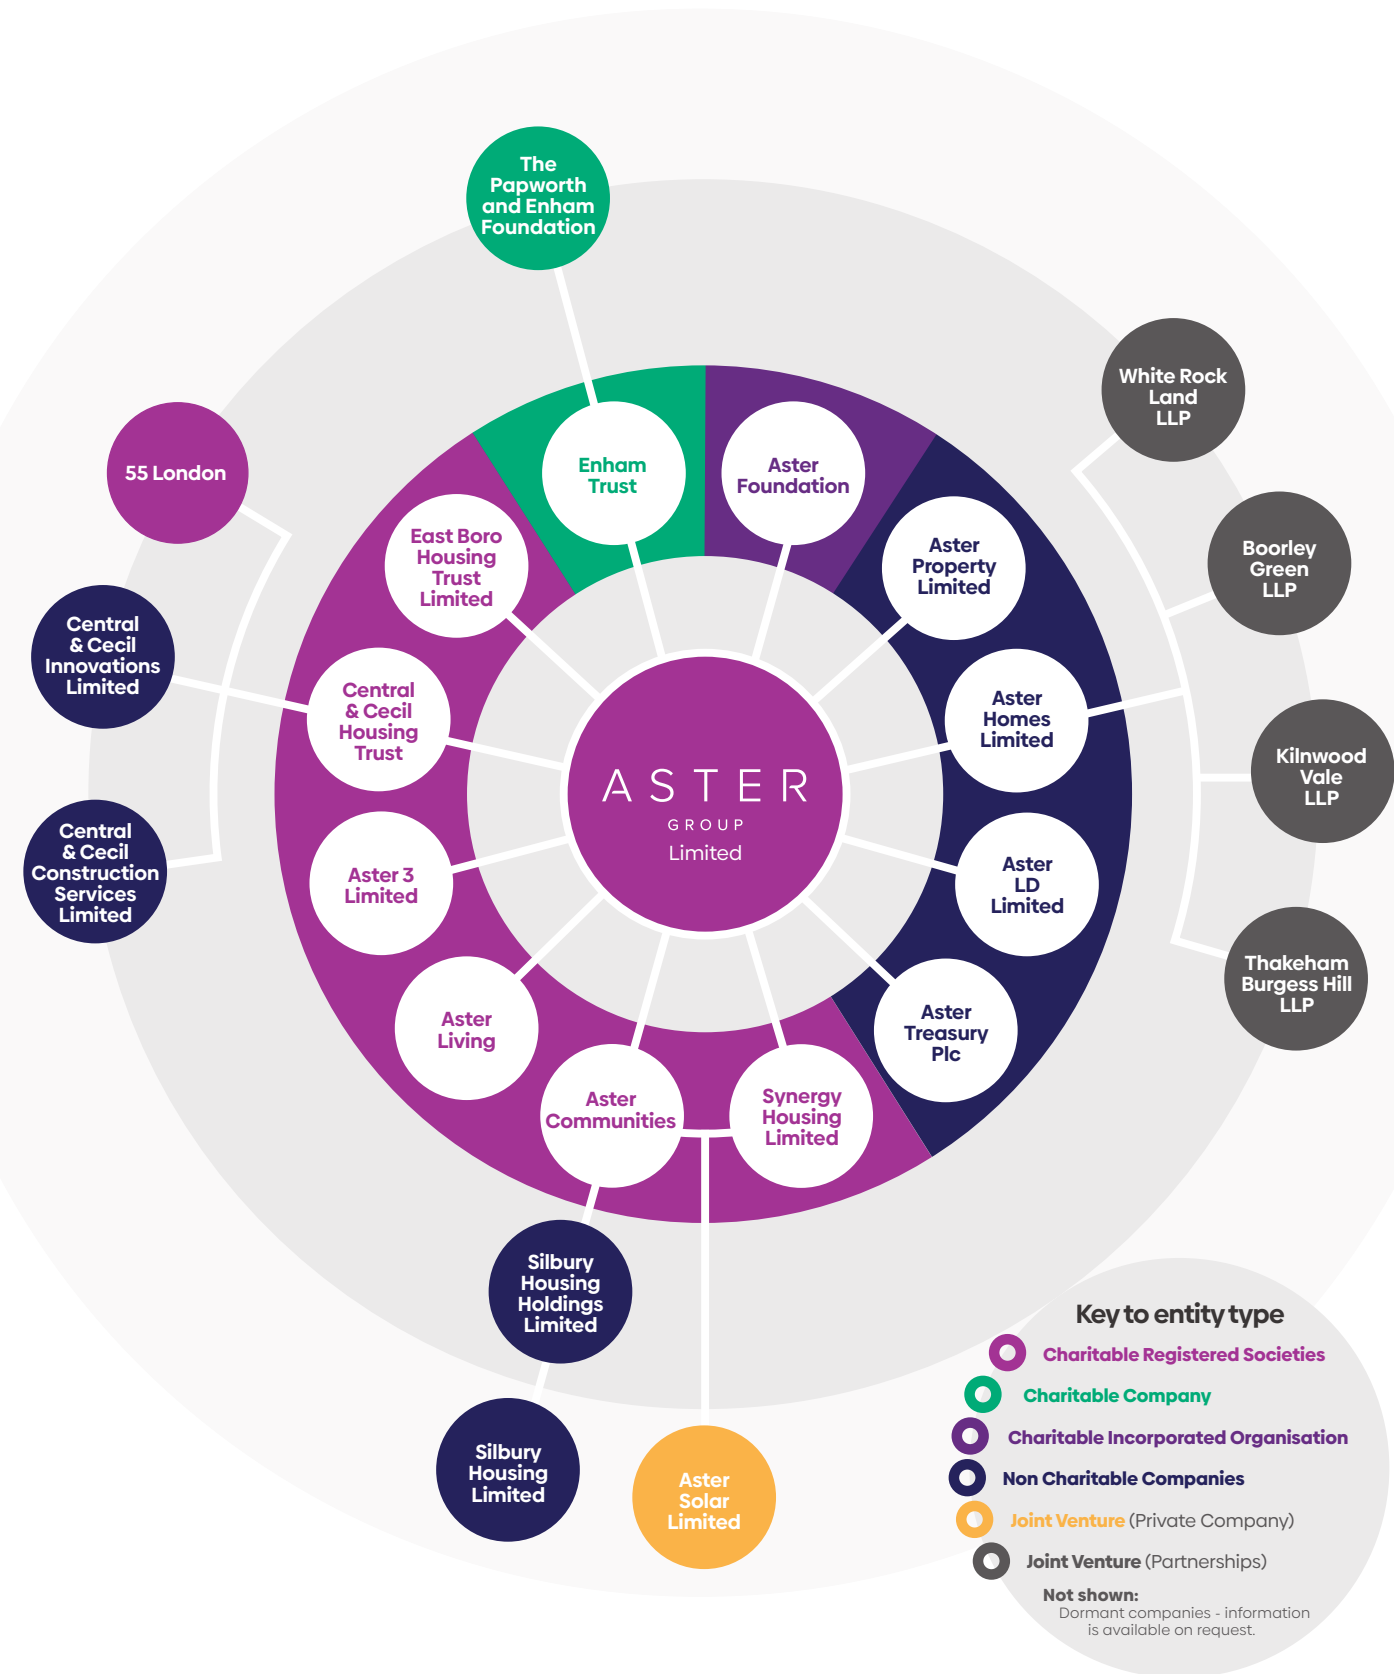 The
Papworth
and Enham
Foundation
White Rock
Land
LLP
55 London
Enham
Trust
Aster
Foundation
East Boro
Housing
Trust
Limited
Aster
Property
Limited
Boorley
Green
LLP
Central
& Cecil
Innovations
Limited
Central
& Cecil
Housing
Trust
Aster
Homes
Limited
Kilnwood
Vale
LLP
ASTER
GROUP
Limited
Central
& Cecil
Construction
Services
Limited
Aster 3
Limited
Aster
LD
Limited
Thakeham
Burgess Hill
LLP
Aster
Living
Aster
Treasury
Plc
Aster
Communities
Synergy
Housing
Limited
Silbury
Housing
Holdings
Limited
Silbury
Housing
Limited
Aster
Solar
Limited
Key to entity type
Charitable Registered Societies
Charitable Company
Charitable Incorporated Organisation
Non Charitable Companies
Joint Venture (Private Company)
Joint Venture (Partnerships)
Not shown:
Dormant companies - information
is available on request.